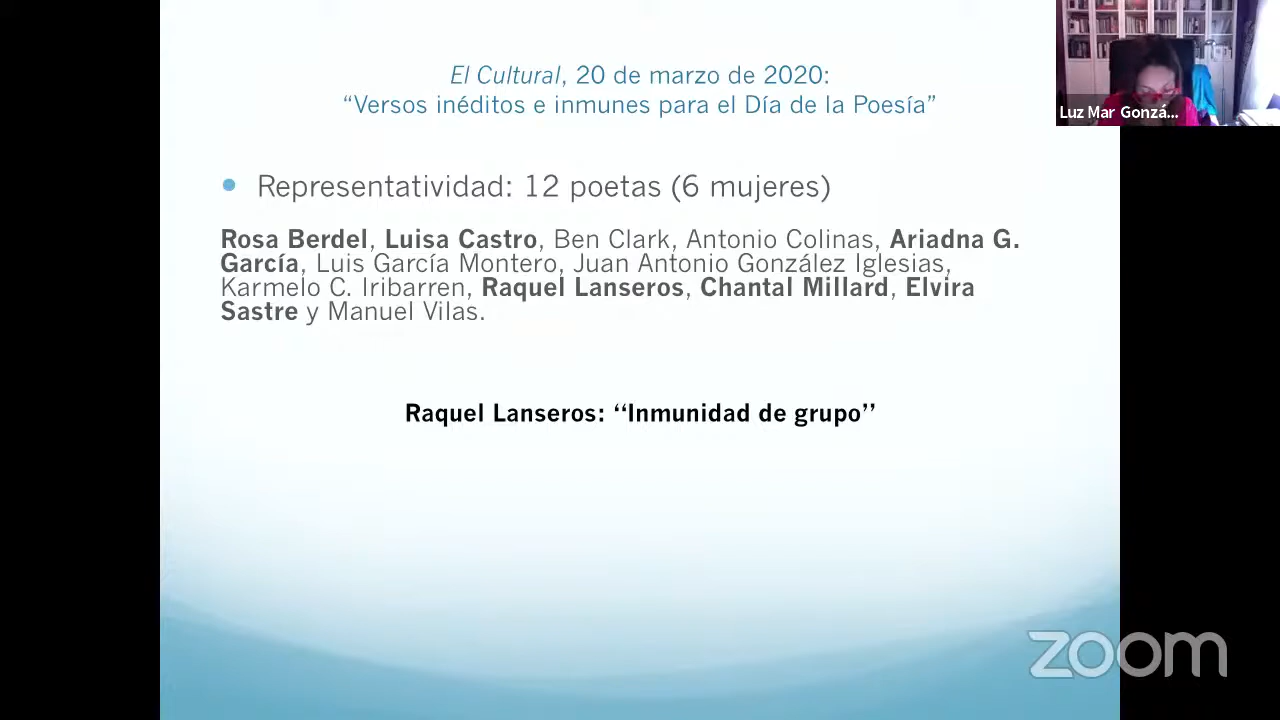 El Cultural, 20 de marzo de 2020:
“Versos inéditos e inmunes para el Día de la Poesía”
Luz Mar Gonzá...
Representatividad: 12 poetas (6 mujeres)
Rosa Berdel, Luisa Castro, Ben Clark, Antonio Colinas, Ariadna G.
García, Luis García Montero, Juan Antonio González Iglesias,
Karmelo C. Iribarren, Raquel Lanseros, Chantal Millard, Elvira
Sastre y Manuel Vilas.
Raquel Lanseros: ‘‘Inmunidad de grupo’’
zoom